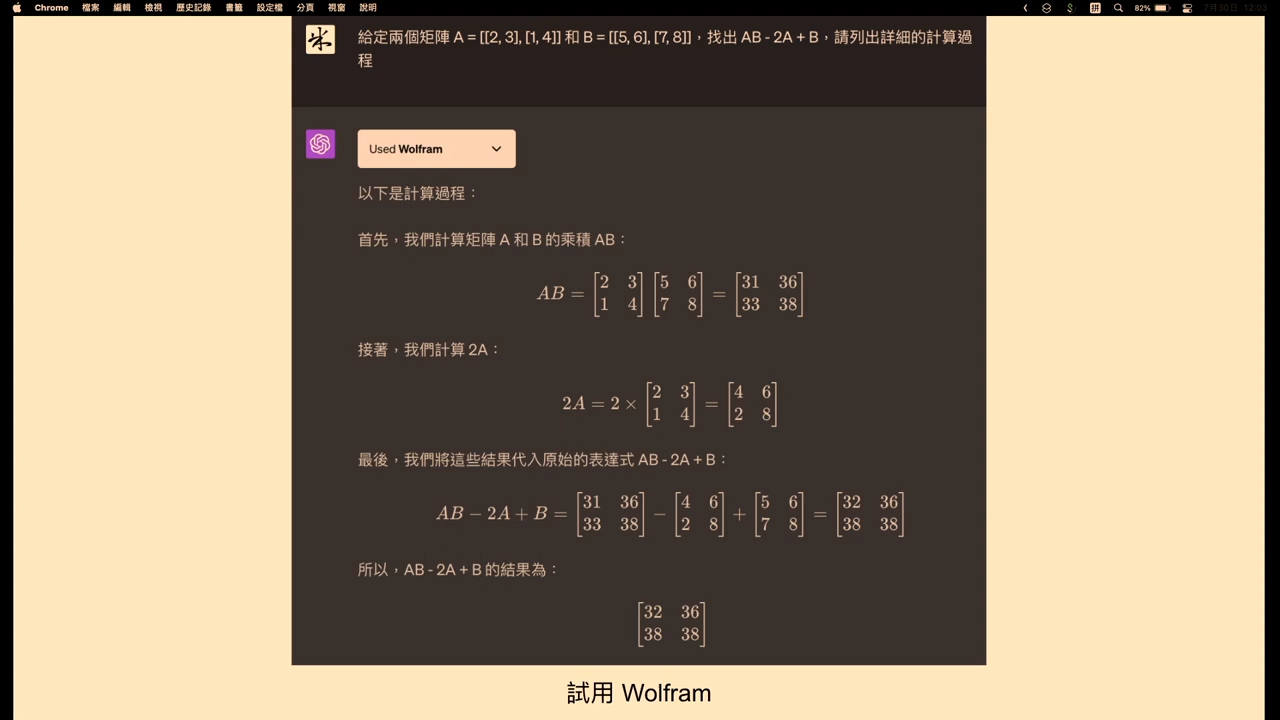 Chrome 檔案 編輯 檢視 歷史記錄 書籤 設定檔 分頁 視窗 說明 拼 82% 7月30日 12:03
給定兩個矩陣 A = [[2, 3], [1, 4]] 和 B = [[5, 6], [7, 8]],找出 AB - 2A + B,請列出詳細的計算過
程
Used Wolfram
以下是計算過程:
首先,我們計算矩陣 A 和 B 的乘積 AB:
AB = [2 3; 1 4] [5 6; 7 8] = [31 36; 33 38]
接著,我們計算 2A:
2A = 2 × [2 3; 1 4] = [4 6; 2 8]
最後,我們將這些結果代入原始的表達式 AB - 2A + B:
AB − 2A + B = [31 36; 33 38] − [4 6; 2 8] + [5 6; 7 8] = [32 36; 38 38]
所以,AB - 2A + B 的結果為:
[32 36; 38 38]
試用 Wolfram